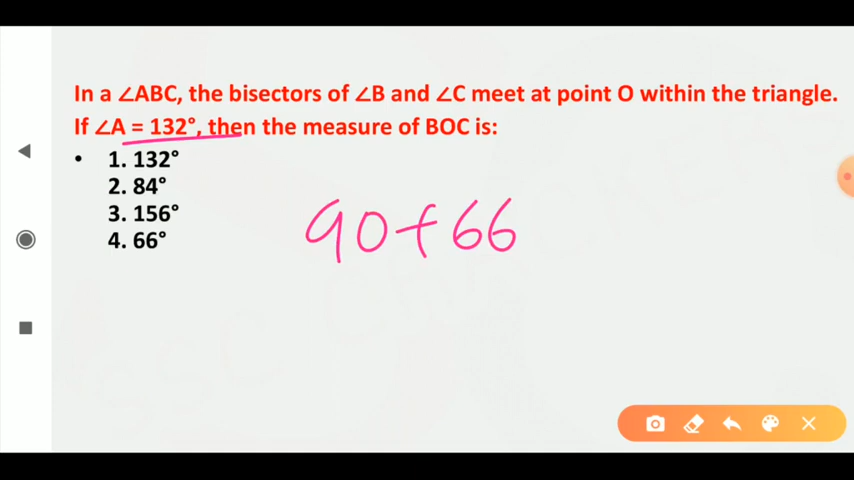 In a ∠ABC, the bisectors of ∠B and ∠C meet at point O within the triangle.
If ∠A = 132°, then the measure of BOC is:
• 1. 132°
2. 84°
3. 156°
4. 66°
90+66